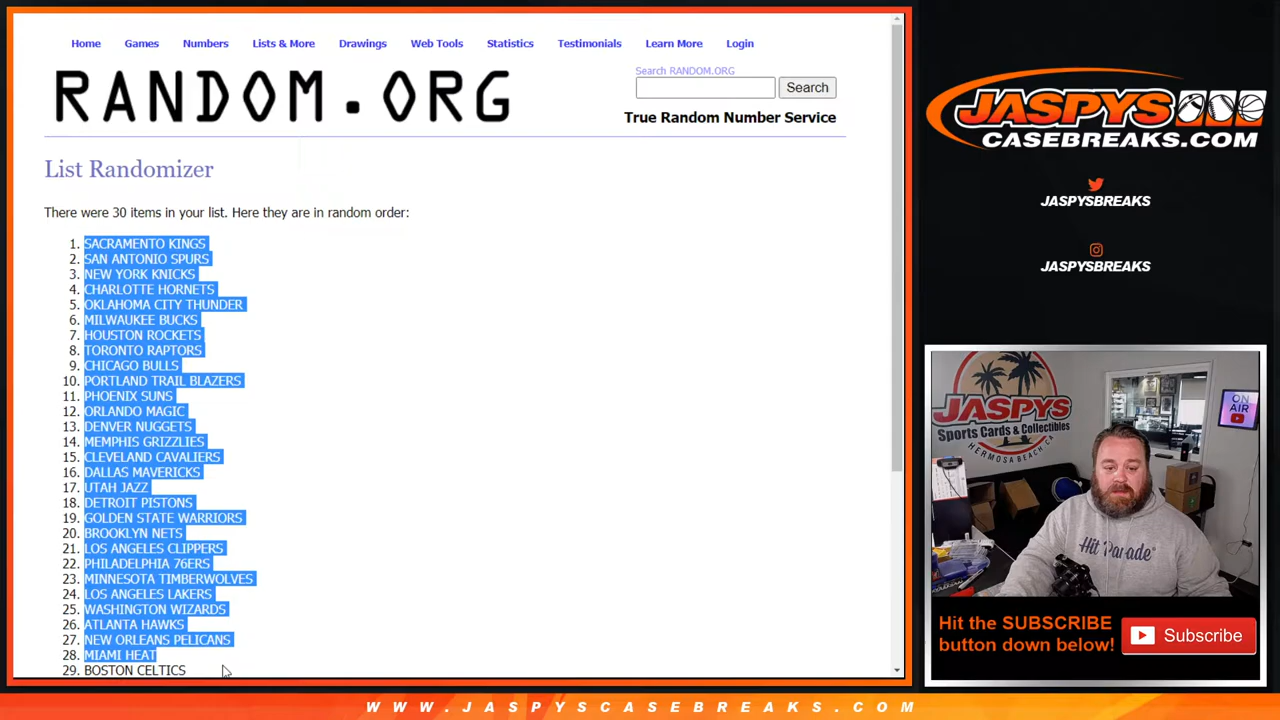 Home Games Numbers Lists & More Drawings Web Tools Statistics Testimonials Learn More Login
RANDOM.ORG
Search RANDOM.ORG
Search
True Random Number Service
List Randomizer
There were 30 items in your list. Here they are in random order:
1. SACRAMENTO KINGS
2. SAN ANTONIO SPURS
3. NEW YORK KNICKS
4. CHARLOTTE HORNETS
5. OKLAHOMA CITY THUNDER
6. MILWAUKEE BUCKS
7. HOUSTON ROCKETS
8. TORONTO RAPTORS
9. CHICAGO BULLS
10. PORTLAND TRAIL BLAZERS
11. PHOENIX SUNS
12. ORLANDO MAGIC
13. DENVER NUGGETS
14. MEMPHIS GRIZZLIES
15. CLEVELAND CAVALIERS
16. DALLAS MAVERICKS
17. UTAH JAZZ
18. DETROIT PISTONS
19. GOLDEN STATE WARRIORS
20. BROOKLYN NETS
21. LOS ANGELES CLIPPERS
22. PHILADELPHIA 76ERS
23. MINNESOTA TIMBERWOLVES
24. LOS ANGELES LAKERS
25. WASHINGTON WIZARDS
26. ATLANTA HAWKS
27. NEW ORLEANS PELICANS
28. MIAMI HEAT
29. BOSTON CELTICS
JASPYS
CASEBREAKS.COM
JASPYSBREAKS
JASPYSBREAKS
JASPYS
Sports Cards & Collectibles
HERMOSA BEACH CA
ON AIR
Hit Parade
Hit the SUBSCRIBE
button down below!
Subscribe
WWW.JASPYSCASEBREAKS.COM